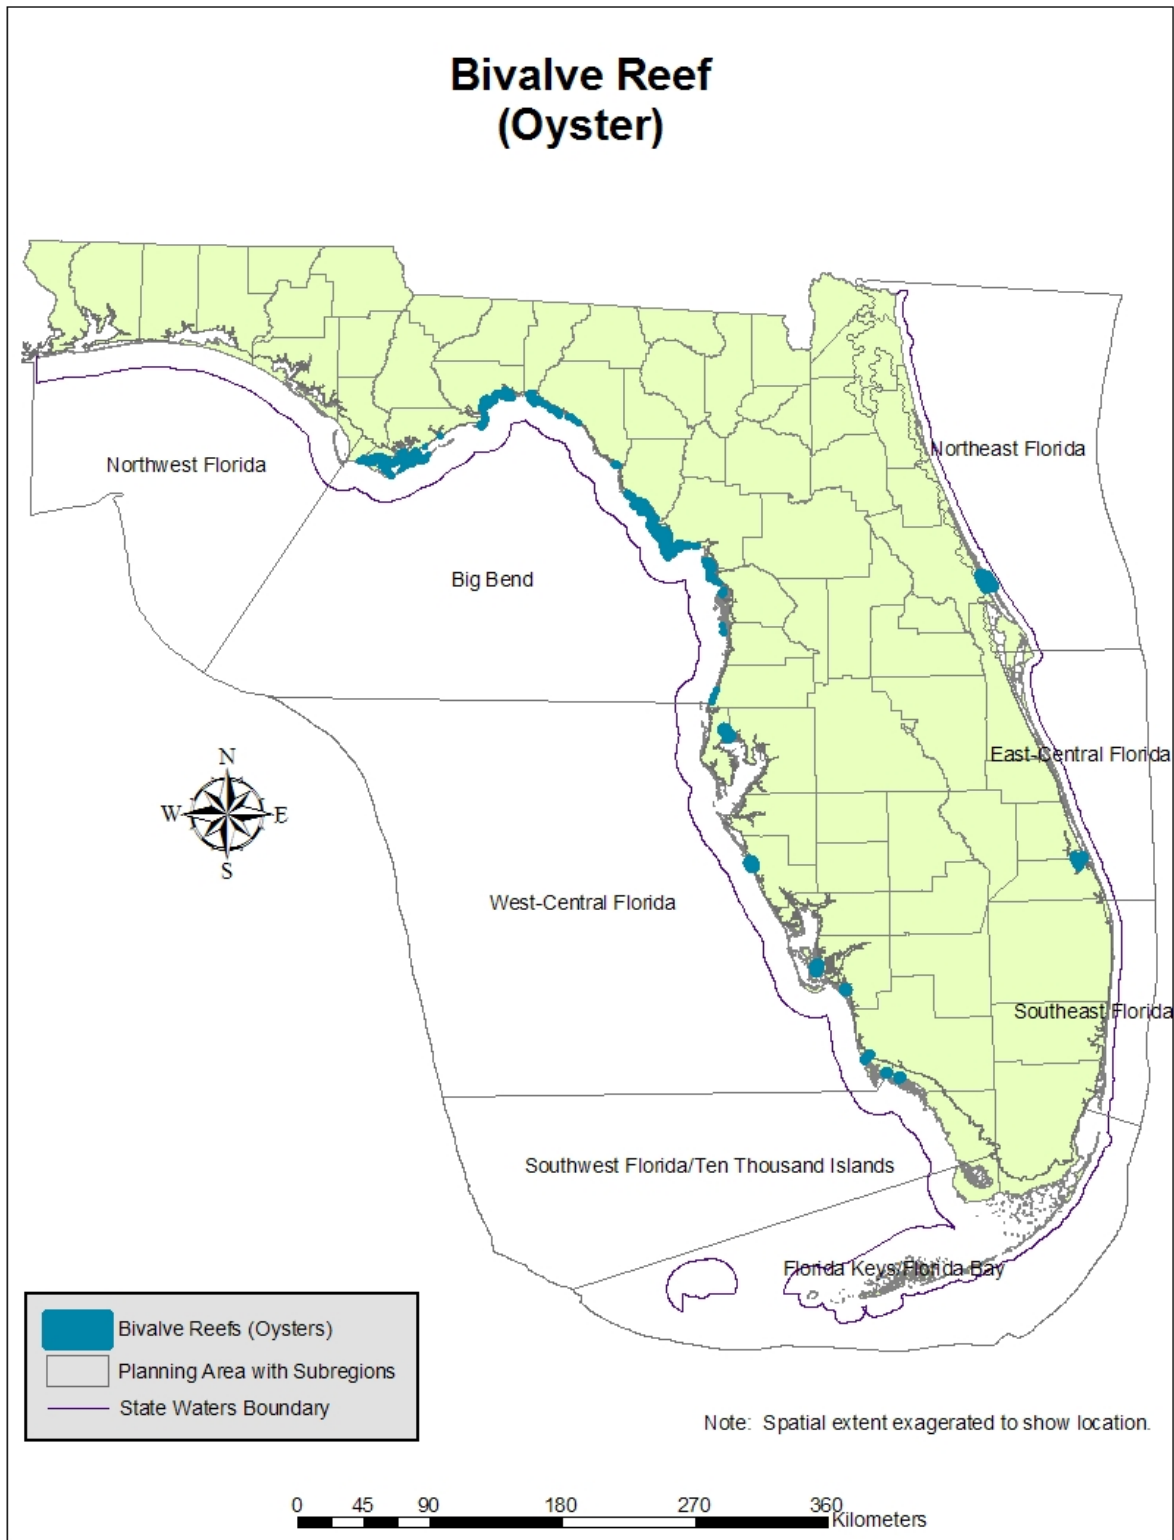 Bivalve Reef
(Oyster)
Northeast Florida
Northwest Florida
Big Bend
N
W
E
S
East-Central Florida
West-Central Florida
Southeast Florida
Southwest Florida/Ten Thousand Islands
Florida Keys/Florida Bay
Bivalve Reefs (Oysters)
Planning Area with Subregions
State Waters Boundary
Note: Spatial extent exagerated to show location.
0 45 90 180 270 360
Kilometers